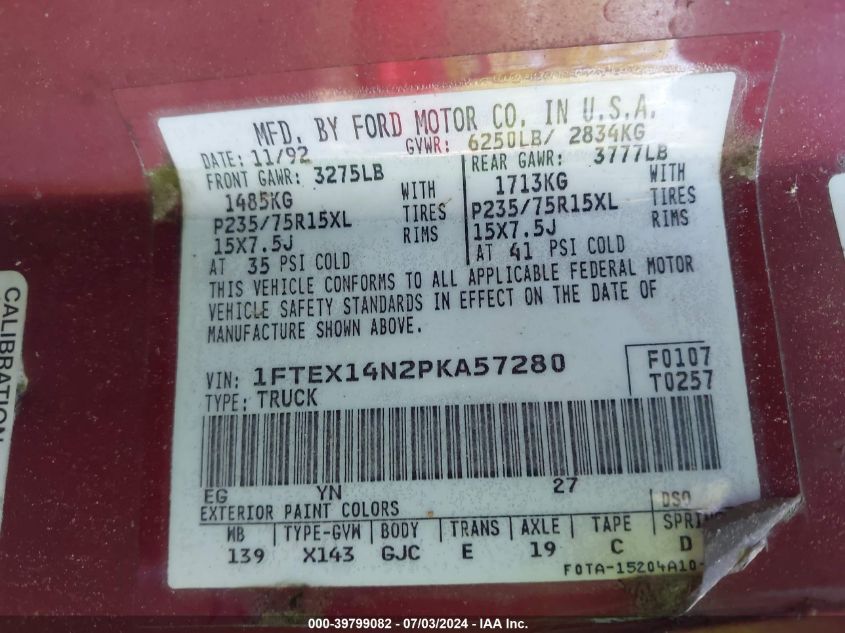 MFD. BY FORD MOTOR CO. IN U.S.A.
DATE: 11/92 GVWR: 6250LB/ 2834KG
FRONT GAWR: 3275LB REAR GAWR: 3777LB
1485KG WITH 1713KG WITH
P235/75R15XL TIRES P235/75R15XL TIRES
15X7.5J RIMS 15X7.5J RIMS
AT 35 PSI COLD AT 41 PSI COLD
THIS VEHICLE CONFORMS TO ALL APPLICABLE FEDERAL MOTOR
VEHICLE SAFETY STANDARDS IN EFFECT ON THE DATE OF
MANUFACTURE SHOWN ABOVE.
VIN: 1FTEX14N2PKA57280 F0107
TYPE: TRUCK T0257
EG YN 27
EXTERIOR PAINT COLORS DSO
WB TYPE-GVW BODY TRANS AXLE TAPE
139 X143 GJC E 19 C D
F0TA-15204A10-
CALIBRATION
000-39799082 - 07/03/2024 - IAAI Inc.